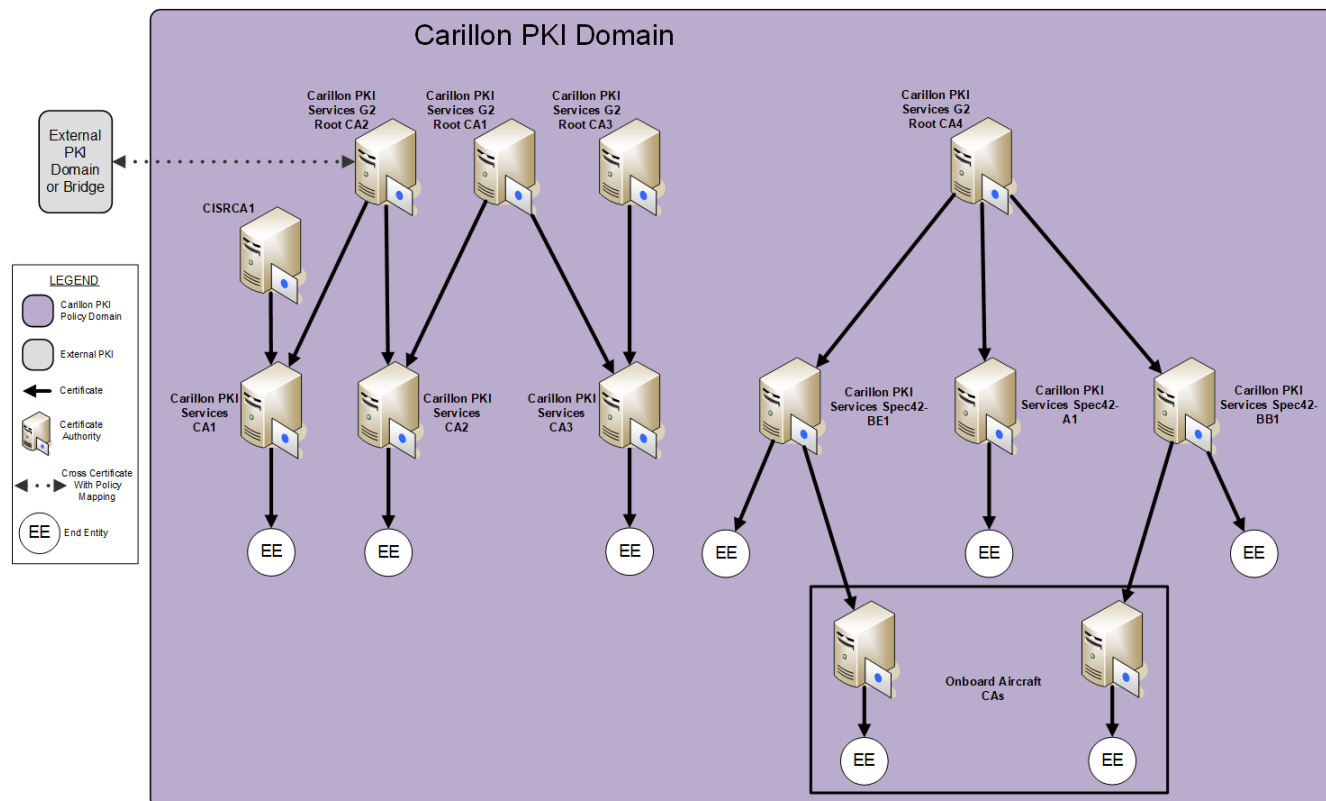 Carillon PKI Domain
Carillon PKI
Services G2
Root CA2
Carillon PKI
Services G2
Root CA1
Carillon PKI
Services G2
Root CA3
Carillon PKI
Services G2
Root CA4
External
PKI
Domain
or Bridge
CISRCA1
LEGEND
Carillon PKI
Policy Domain
External PKI
Certificate
Certificate
Authority
Cross Certificate
With Policy
Mapping
EE
End Entity
Carillon PKI
Services
CA1
Carillon PKI
Services
CA2
Carillon PKI
Services
CA3
Carillon PKI
Services Spec42-
BE1
Carillon PKI
Services Spec42-
A1
Carillon PKI
Services Spec42-
BB1
EE
EE
EE
EE
EE
EE
Onboard Aircraft
CAs
EE
EE